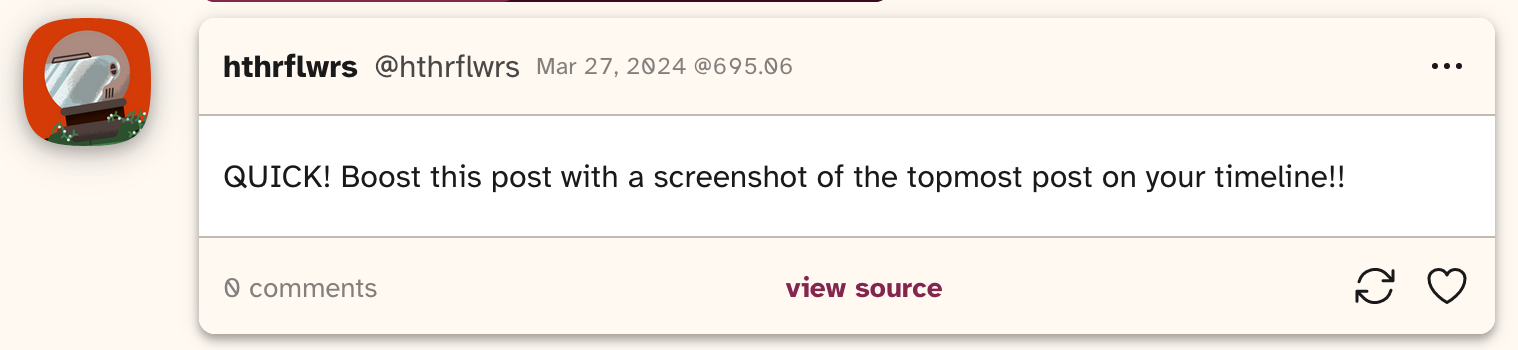 hthrflwrs @hthrflwrs Mar 27, 2024 @695.06
QUICK! Boost this post with a screenshot of the topmost post on your timeline!!
0 comments view source